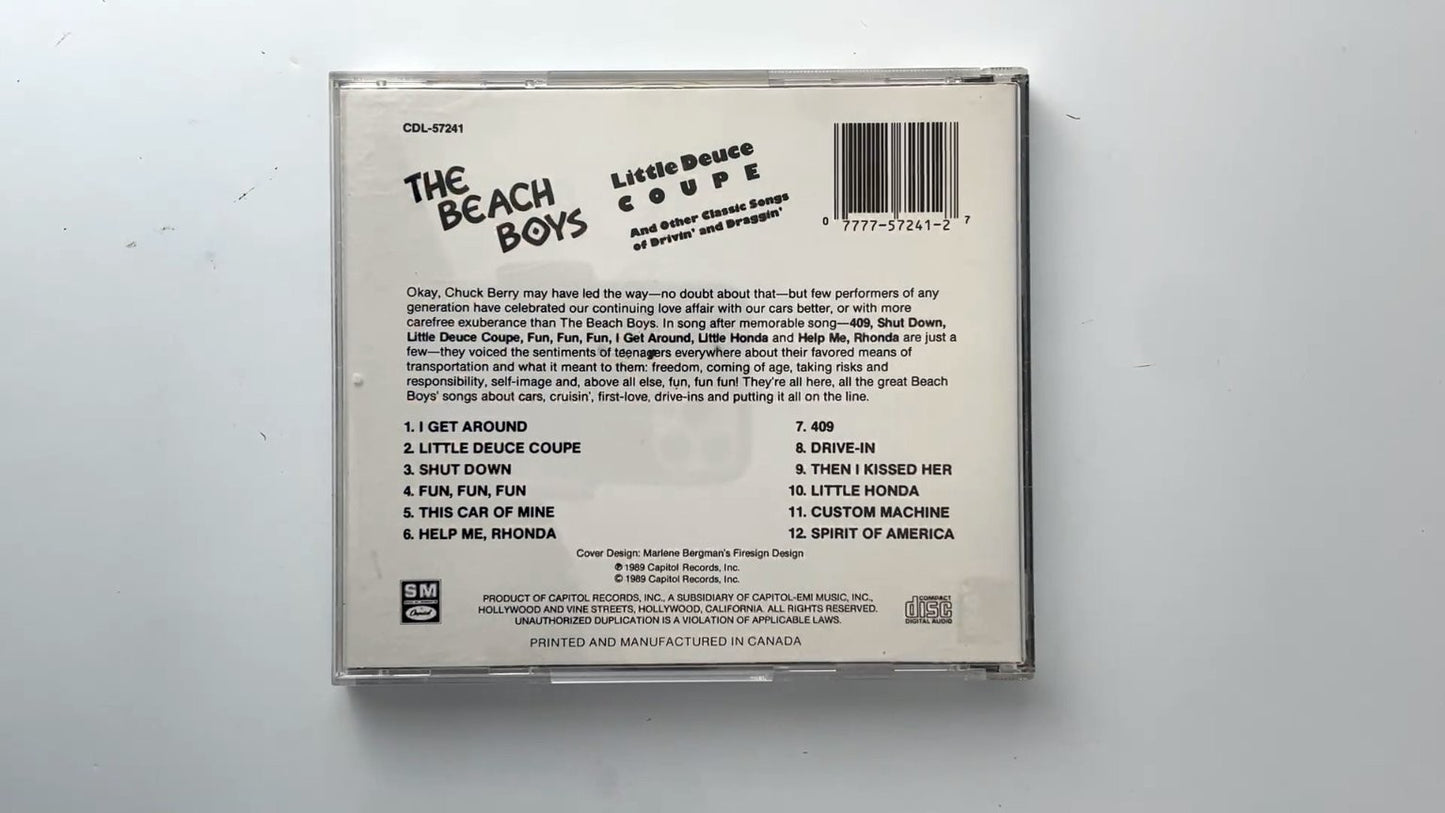 CDL-57241
THE
BEACH
BOYS
Little Deuce
COUPE
And Other Classic Songs
of Drivin' and Draggin'
0 7777-57241-2 7
Okay, Chuck Berry may have led the way—no doubt about that—but few performers of any
generation have celebrated our continuing love affair with our cars better, or with more
carefree exuberance than The Beach Boys. In song after memorable song—409, Shut Down,
Little Deuce Coupe, Fun, Fun, Fun, I Get Around, Little Honda and Help Me, Rhonda are just a
few—they voiced the sentiments of teenagers everywhere about their favored means of
transportation and what it meant to them: freedom, coming of age, taking risks and
responsibility, self-image and, above all else, fun, fun fun! They're all here, all the great Beach
Boys' songs about cars, cruisin', first-love, drive-ins and putting it all on the line.
1. I GET AROUND
2. LITTLE DEUCE COUPE
3. SHUT DOWN
4. FUN, FUN, FUN
5. THIS CAR OF MINE
6. HELP ME, RHONDA
7. 409
8. DRIVE-IN
9. THEN I KISSED HER
10. LITTLE HONDA
11. CUSTOM MACHINE
12. SPIRIT OF AMERICA
Cover Design: Marlene Bergman's Firesign Design
℗ 1989 Capitol Records, Inc.
© 1989 Capitol Records, Inc.
SM
Capitol
PRODUCT OF CAPITOL RECORDS, INC., A SUBSIDIARY OF CAPITOL-EMI MUSIC, INC.,
HOLLYWOOD AND VINE STREETS, HOLLYWOOD, CALIFORNIA. ALL RIGHTS RESERVED.
UNAUTHORIZED DUPLICATION IS A VIOLATION OF APPLICABLE LAWS.
COMPACT
disc
DIGITAL AUDIO
PRINTED AND MANUFACTURED IN CANADA